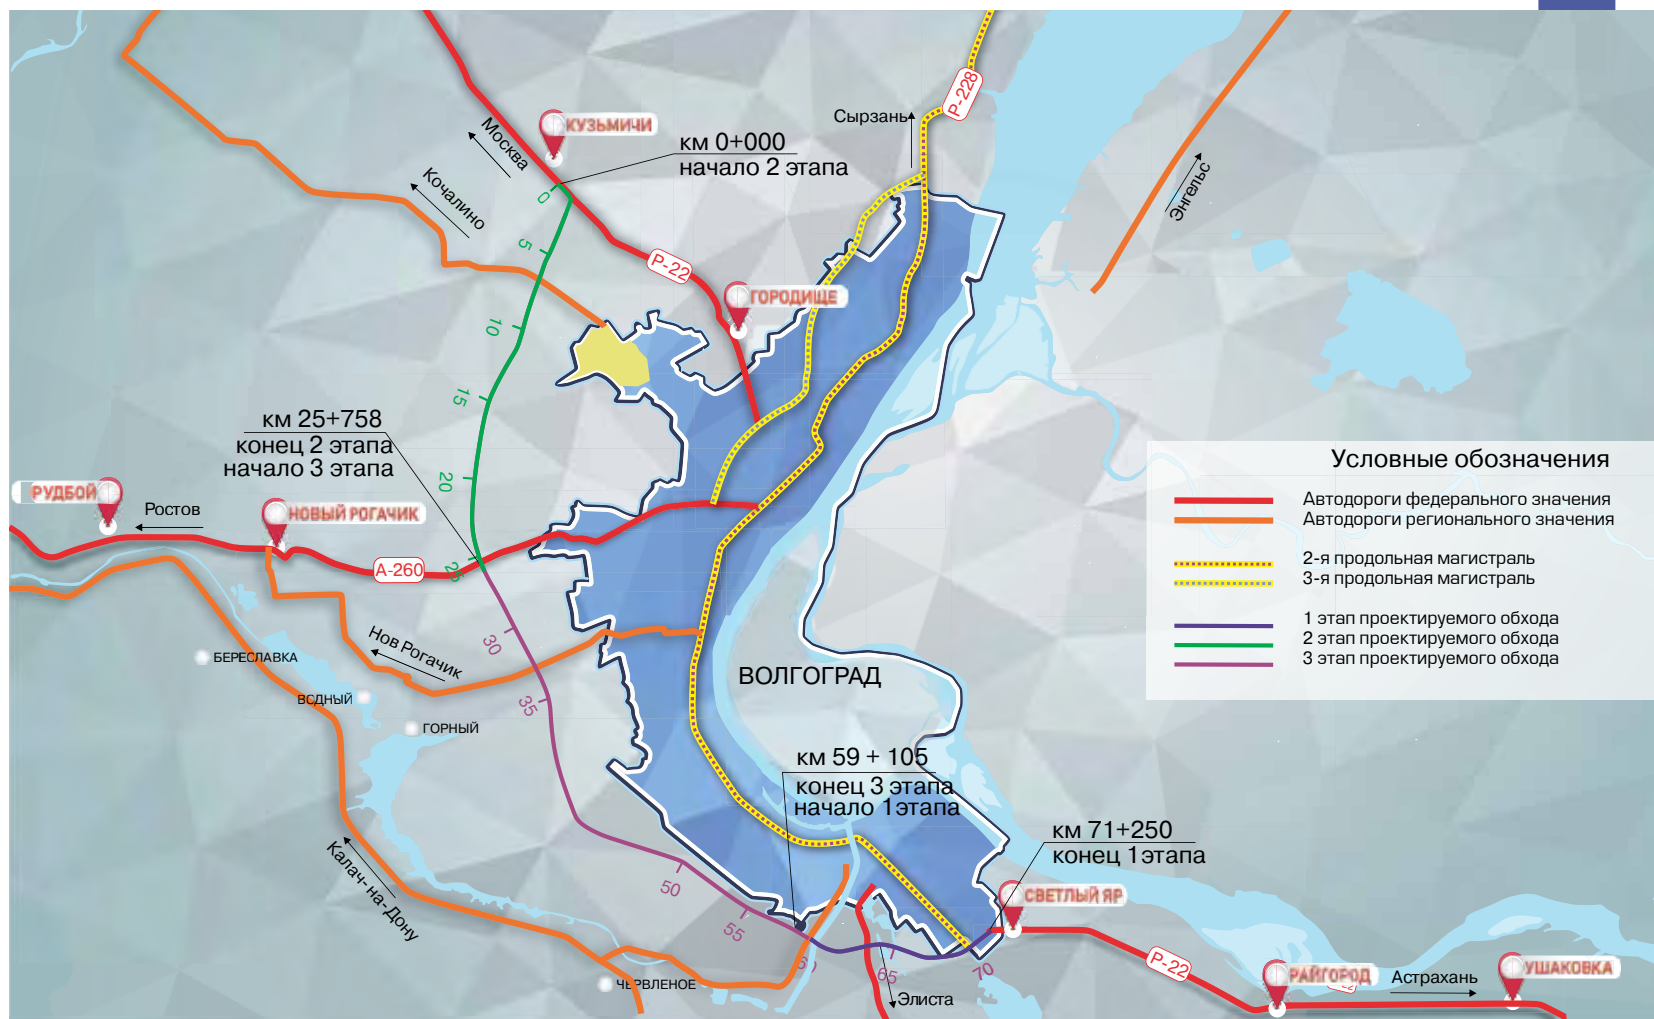 Р-228
Сырзань
Москва
КУЗЬМИЧИ
км 0+000
начало 2 этапа
Кочалино
Энгельс
0
5
Р-22
ГОРОДИЩЕ
10
15
км 25+758
конец 2 этапа
начало 3 этапа
20
РУДБОЙ
Ростов
НОВЫЙ РОГАЧИК
А-260
25
Условные обозначения
Автодороги федерального значения
Автодороги регионального значения
2-я продольная магистраль
3-я продольная магистраль
1 этап проектируемого обхода
2 этап проектируемого обхода
3 этап проектируемого обхода
30
Нов Рогачик
БЕРЕСЛАВКА
ВОЛГОГРАД
35
ВСДНЫЙ
ГОРНЫЙ
км 59 + 105
конец 3 этапа
начало 1этапа
км 71+250
конец 1этапа
Калач-на-Дону
50
СВЕТЛЫЙ ЯР
55
65
70
Р-22
РАЙГОРОД
Астрахань
УШАКОВКА
ЧЕРВЛЕНОЕ
Элиста